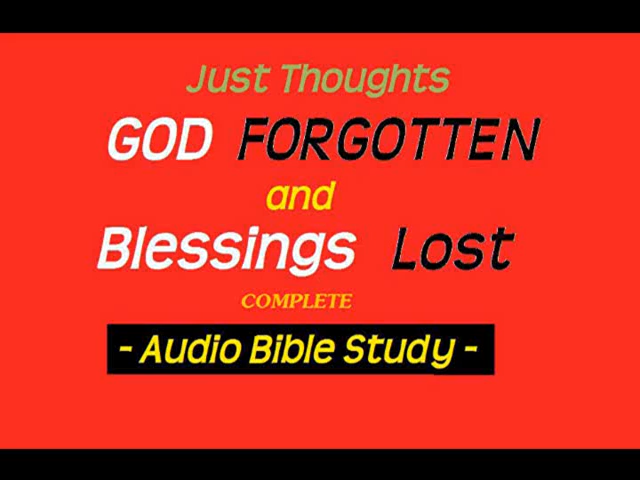 Just Thoughts
GOD FORGOTTEN
and
Blessings Lost
COMPLETE
- Audio Bible Study -